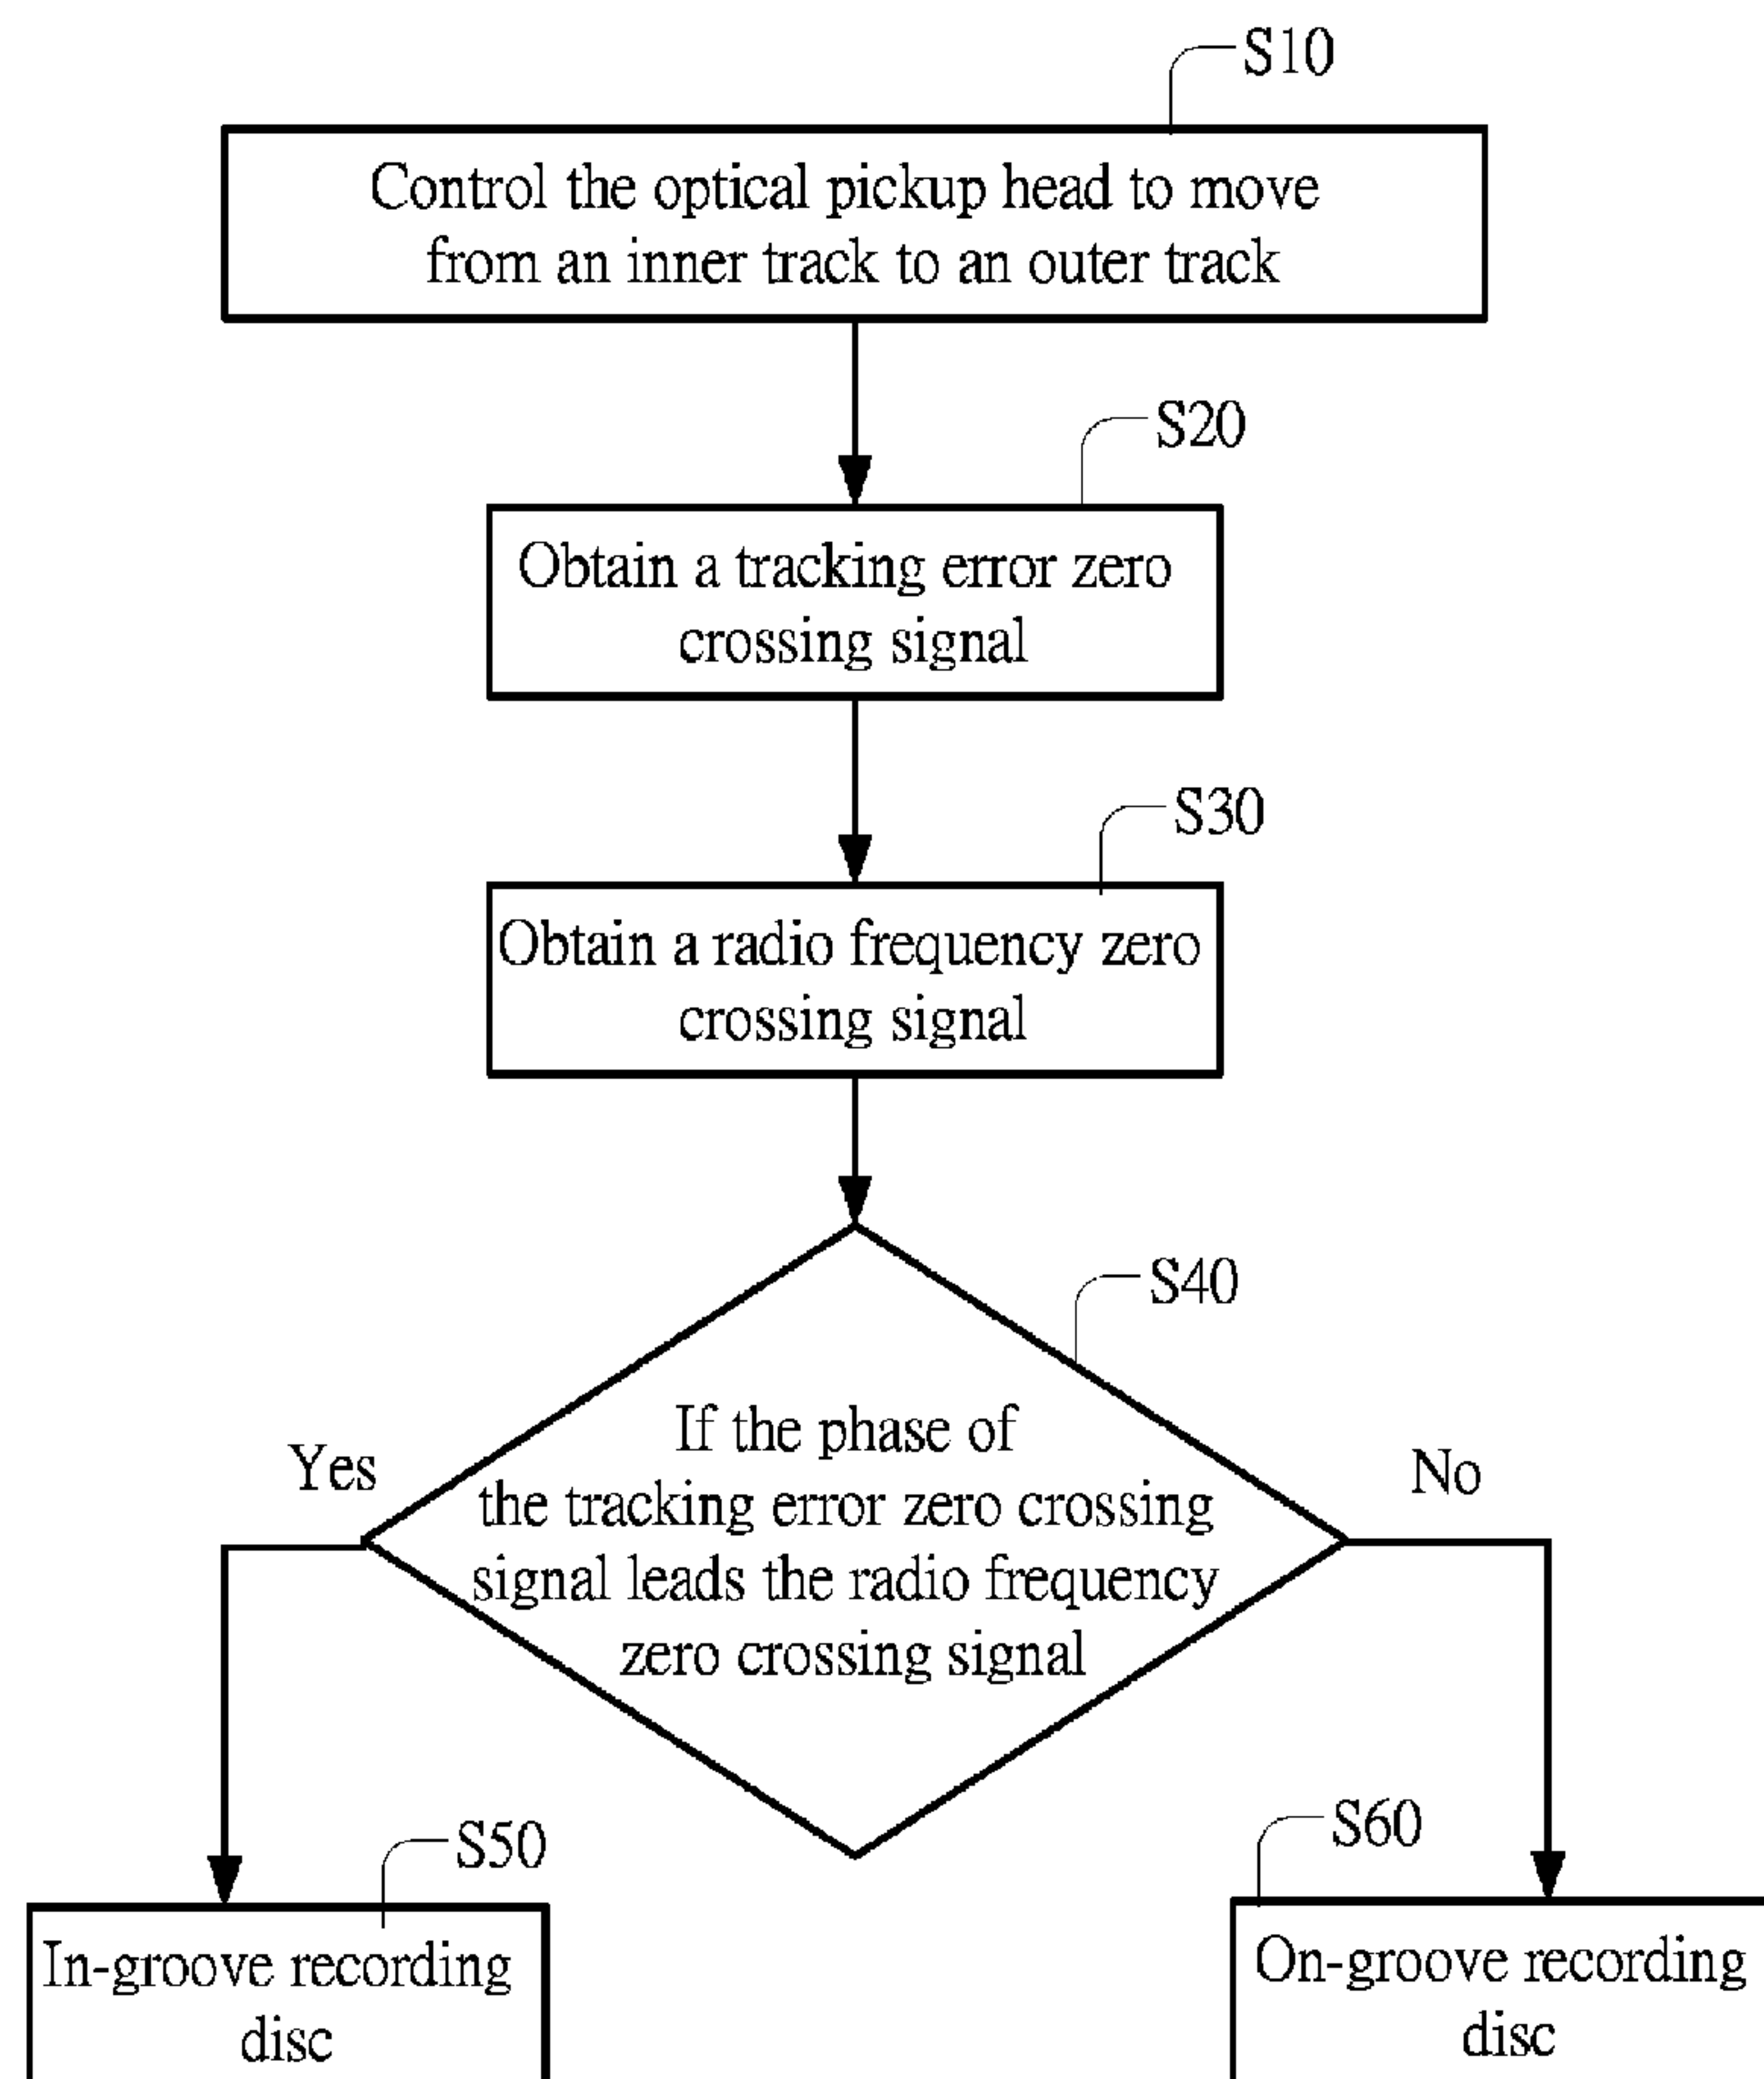 S10
Control the optical pickup head to move
from an inner track to an outer track
S20
Obtain a tracking error zero
crossing signal
S30
Obtain a radio frequency zero
crossing signal
S40
If the phase of
the tracking error zero crossing
signal leads the radio frequency
zero crossing signal
Yes
No
S50
In-groove recording
disc
S60
On-groove recording
disc